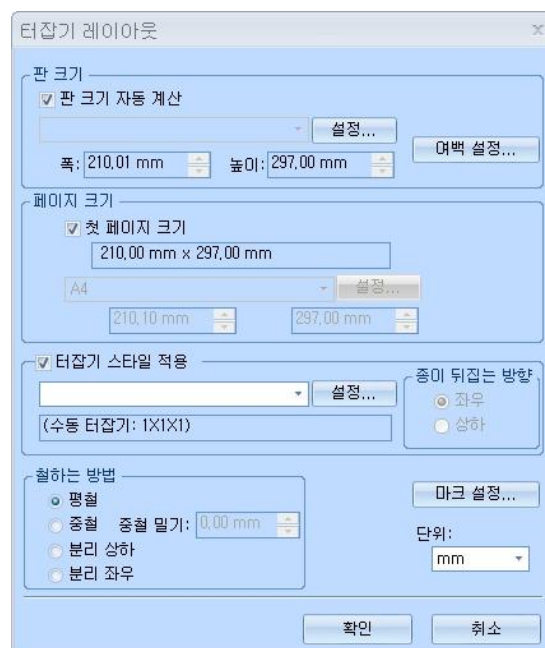 터잡기 레이아웃
판 크기
판 크기 자동 계산
설정...
여백 설정...
폭: 210,01 mm 높이: 297,00 mm
페이지 크기
첫 페이지 크기
210,00 mm x 297,00 mm
A4 설정...
210,10 mm 297,00 mm
터잡기 스타일 적용
설정...
(수동 터잡기: 1X1X1)
종이 뒤집는 방향
좌우
상하
철하는 방법
평철
중철 중철 밀기: 0,00 mm
분리 상하
분리 좌우
마크 설정...
단위:
mm
확인 취소